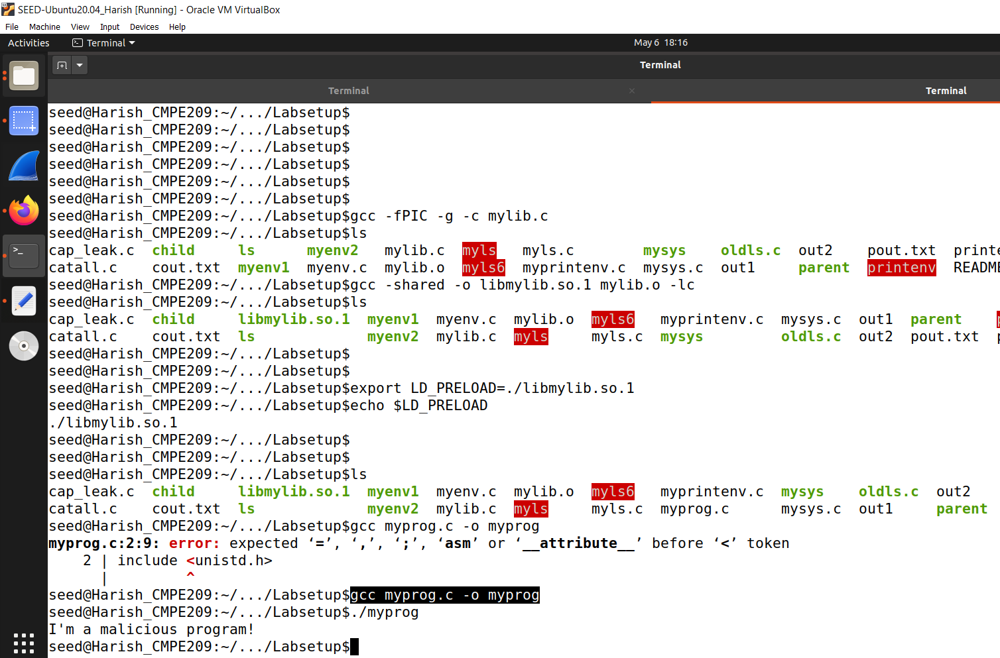 SEED-Ubuntu20.04_Harish [Running] - Oracle VM VirtualBox
File Machine View Input Devices Help
Activities Terminal May 6 18:16
Terminal
Terminal × Terminal
seed@Harish_CMPE209:~/.../Labsetup$
seed@Harish_CMPE209:~/.../Labsetup$
seed@Harish_CMPE209:~/.../Labsetup$
seed@Harish_CMPE209:~/.../Labsetup$
seed@Harish_CMPE209:~/.../Labsetup$
seed@Harish_CMPE209:~/.../Labsetup$
seed@Harish_CMPE209:~/.../Labsetup$gcc -fPIC -g -c mylib.c
seed@Harish_CMPE209:~/.../Labsetup$ls
cap_leak.c child ls myenv2 mylib.c myls myls.c mysys oldls.c out2 pout.txt printe
catall.c cout.txt myenv1 myenv.c mylib.o myls6 myprintenv.c mysys.c out1 parent printenv README
seed@Harish_CMPE209:~/.../Labsetup$gcc -shared -o libmylib.so.1 mylib.o -lc
seed@Harish_CMPE209:~/.../Labsetup$ls
cap_leak.c child libmylib.so.1 myenv1 myenv.c mylib.o myls6 myprintenv.c mysys.c out1 parent
catall.c cout.txt ls myenv2 mylib.c myls myls.c mysys oldls.c out2 pout.txt
seed@Harish_CMPE209:~/.../Labsetup$
seed@Harish_CMPE209:~/.../Labsetup$
seed@Harish_CMPE209:~/.../Labsetup$export LD_PRELOAD=./libmylib.so.1
seed@Harish_CMPE209:~/.../Labsetup$echo $LD_PRELOAD
./libmylib.so.1
seed@Harish_CMPE209:~/.../Labsetup$
seed@Harish_CMPE209:~/.../Labsetup$
seed@Harish_CMPE209:~/.../Labsetup$ls
cap_leak.c child libmylib.so.1 myenv1 myenv.c mylib.o myls6 myprintenv.c mysys oldls.c out2
catall.c cout.txt ls myenv2 mylib.c myls myls.c myprog.c mysys.c out1 parent
seed@Harish_CMPE209:~/.../Labsetup$gcc myprog.c -o myprog
myprog.c:2:9: error: expected ‘=’, ‘,’, ‘;’, ‘asm’ or ‘__attribute__’ before ‘<’ token
2 | include <unistd.h>
| ^
seed@Harish_CMPE209:~/.../Labsetup$gcc myprog.c -o myprog
seed@Harish_CMPE209:~/.../Labsetup$./myprog
I'm a malicious program!
seed@Harish_CMPE209:~/.../Labsetup$